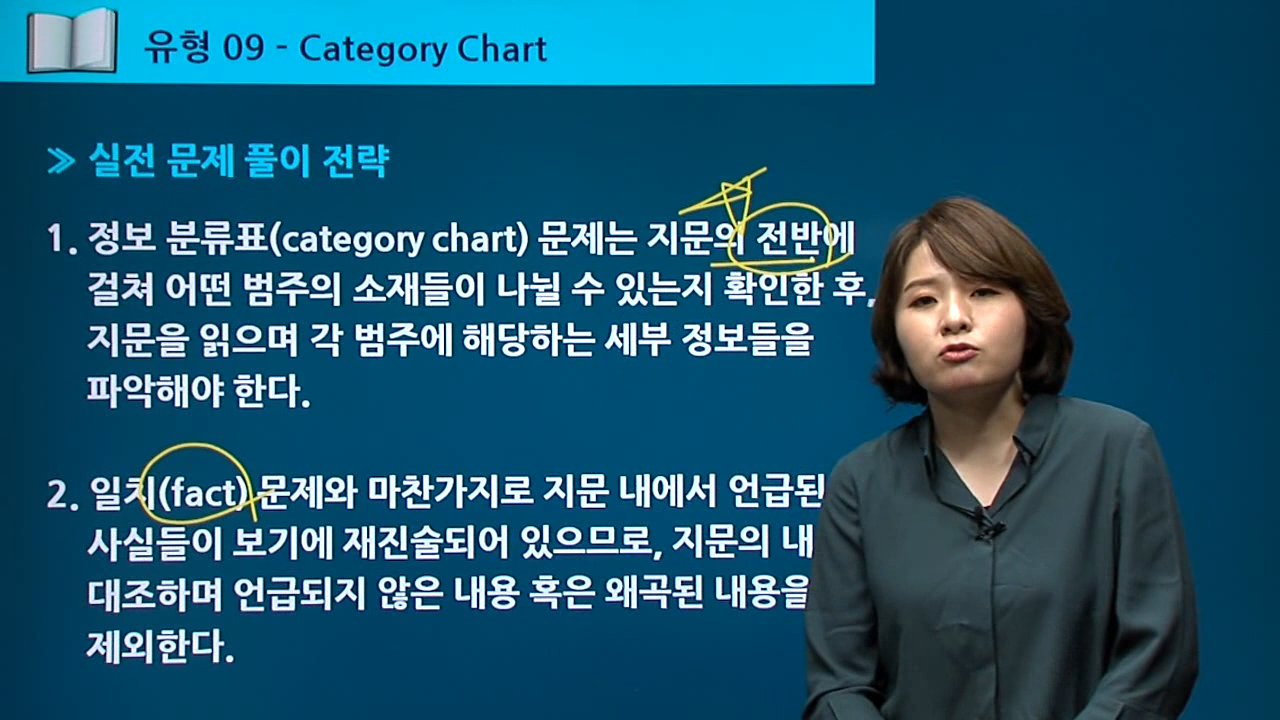 유형 09 - Category Chart
≫ 실전 문제 풀이 전략
1. 정보 분류표(category chart) 문제는 지문의 전반에
걸쳐 어떤 범주의 소재들이 나뉠 수 있는지 확인한 후,
지문을 읽으며 각 범주에 해당하는 세부 정보들을
파악해야 한다.
2. 일치(fact) 문제와 마찬가지로 지문 내에서 언급된
사실들이 보기에 재진술되어 있으므로, 지문의 내
대조하며 언급되지 않은 내용 혹은 왜곡된 내용을
제외한다.